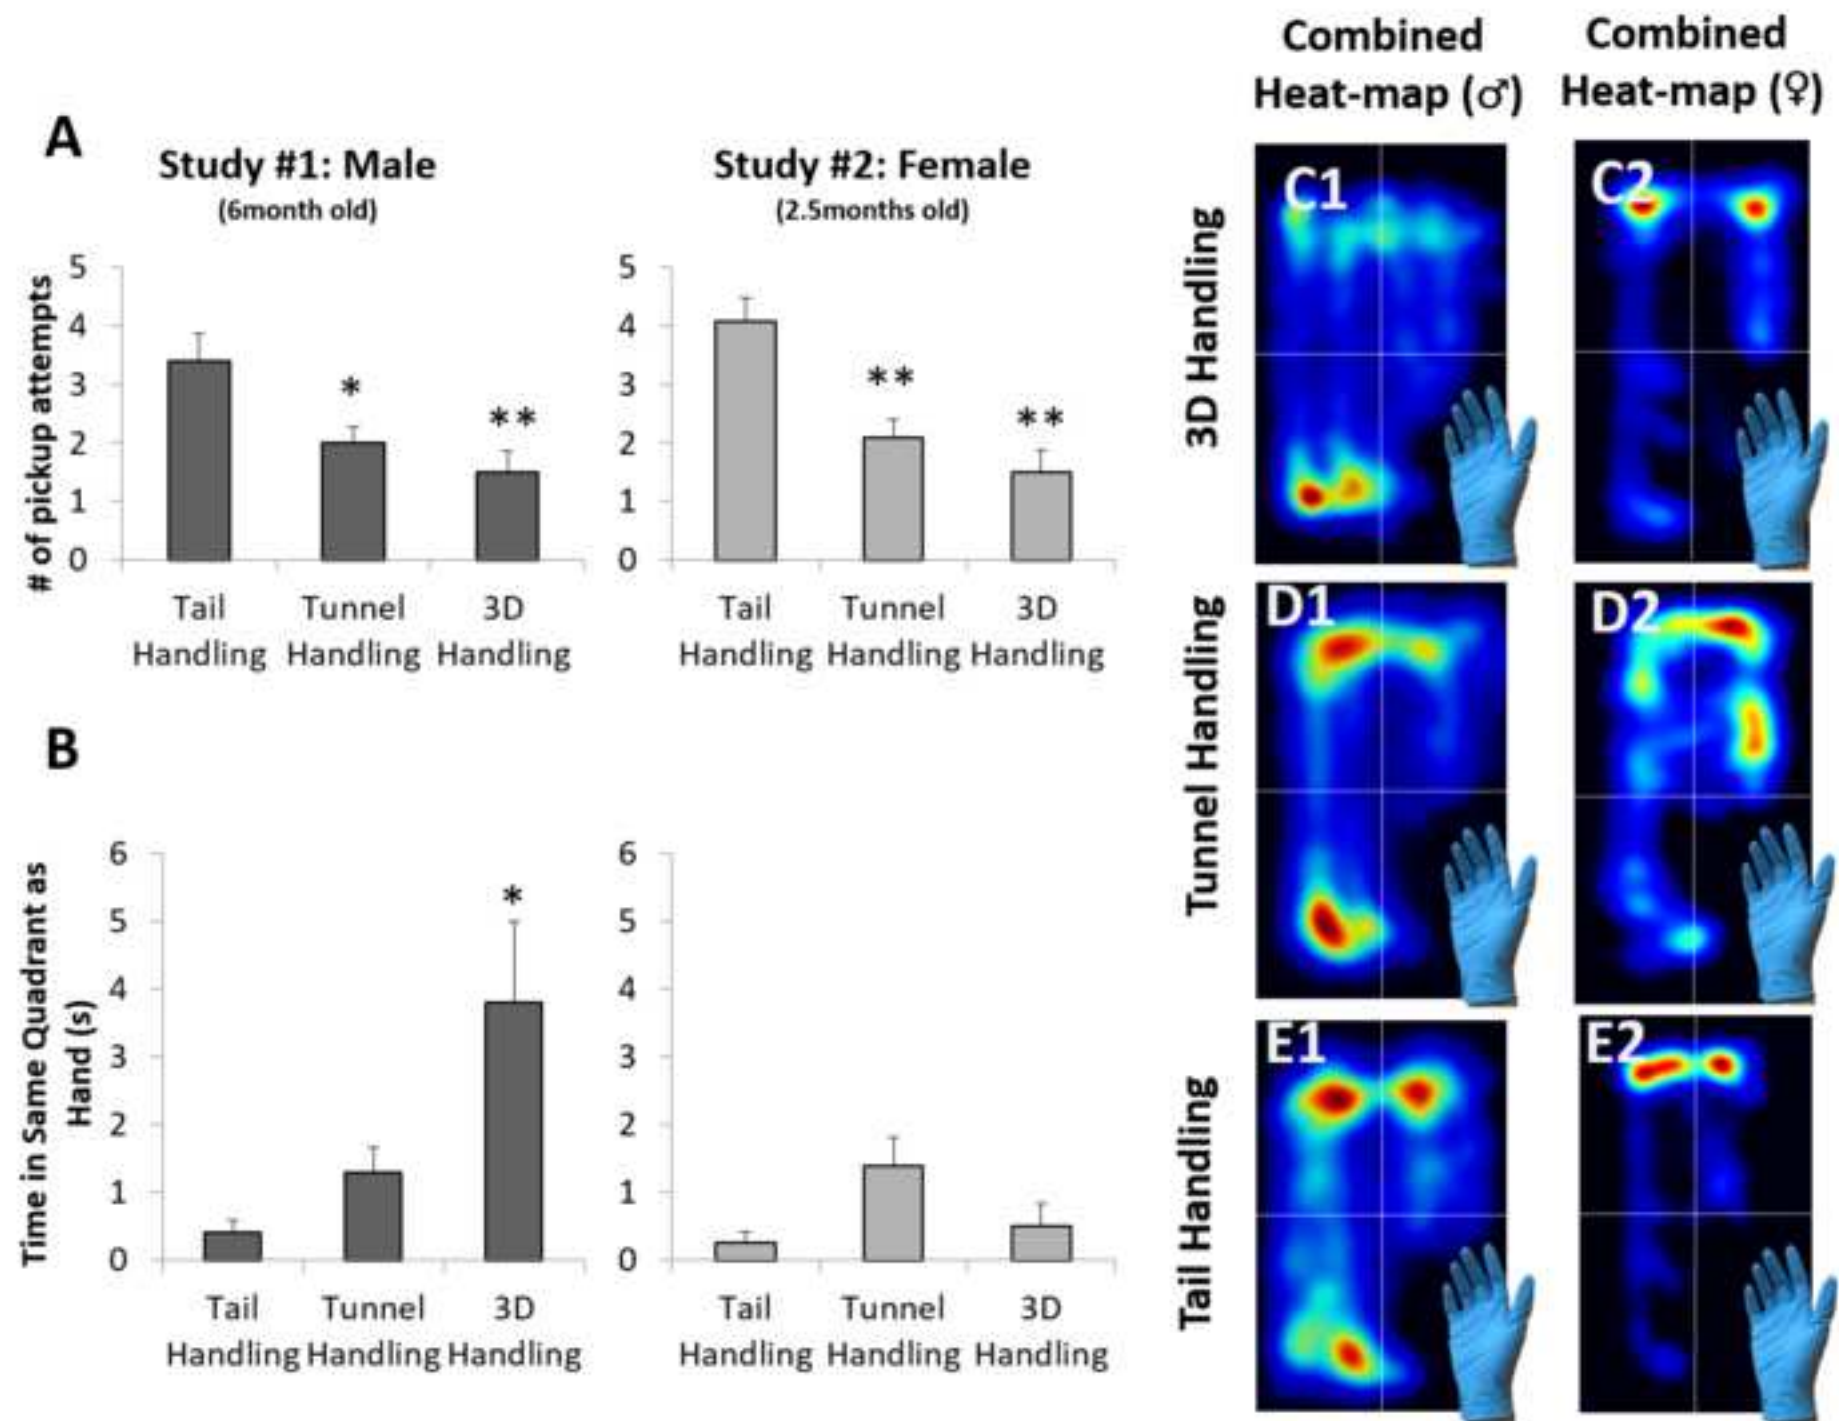 A
Study #1: Male
(6month old)
# of pickup attempts
5
4
3
2
1
0
*
**
Tail Handling
Tunnel Handling
3D Handling
Study #2: Female
(2.5months old)
5
4
3
2
1
0
**
**
Tail Handling
Tunnel Handling
3D Handling
B
Time in Same Quadrant as
Hand (s)
6
5
4
3
2
1
0
*
Tail Handling
Tunnel Handling
3D Handling
6
5
4
3
2
1
0
Tail Handling
Tunnel Handling
3D Handling
Combined
Heat-map (♂)
Combined
Heat-map (♀)
3D Handling
C1
C2
Tunnel Handling
D1
D2
Tail Handling
E1
E2